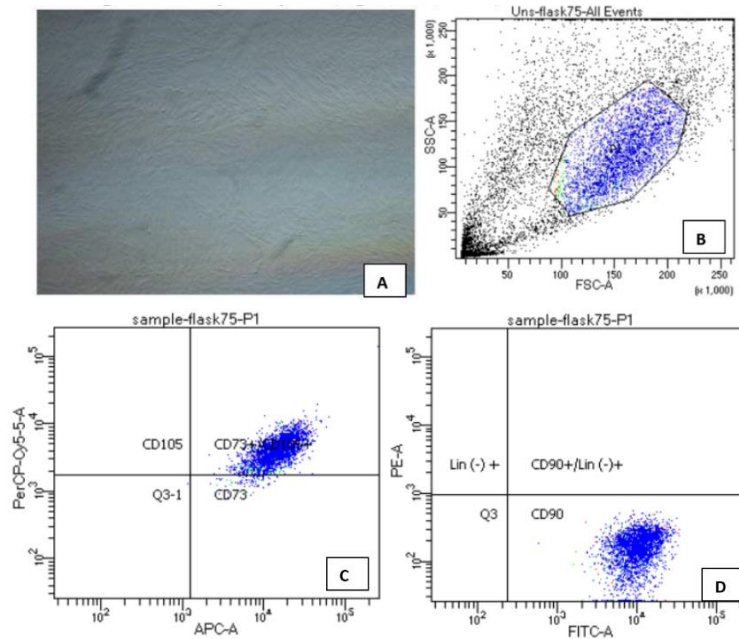 A
Uns-flask75-All Events
(x 1,000)
SSC-A
250
200
150
100
50
50 100 150 200 250
FSC-A
(x 1,000)
B
sample-flask75-P1
PerCP-Cy5-5-A
10^5
10^4
10^3
10^2
CD105 CD73+/CD105+
Q3-1 CD73
10^2 10^3 10^4 10^5
APC-A
C
sample-flask75-P1
PE-A
10^5
10^4
10^3
10^2
Lin (-) + CD90+/Lin (-)+
Q3 CD90
10^2 10^3 10^4 10^5
FITC-A
D